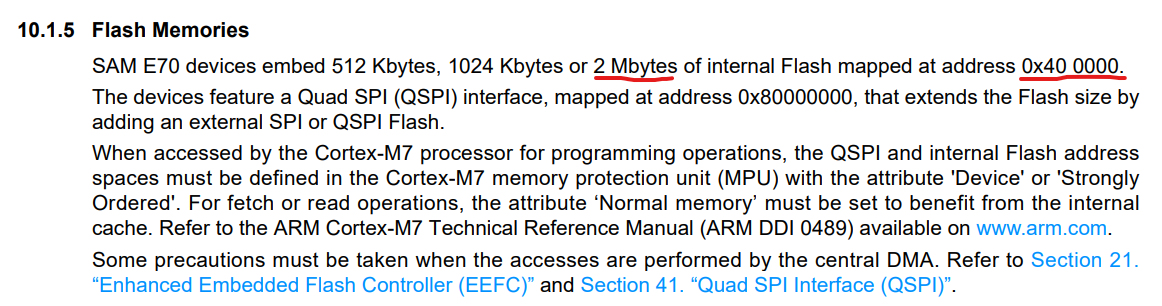 10.1.5 Flash Memories
SAM E70 devices embed 512 Kbytes, 1024 Kbytes or 2 Mbytes of internal Flash mapped at address 0x40 0000.
The devices feature a Quad SPI (QSPI) interface, mapped at address 0x80000000, that extends the Flash size by
adding an external SPI or QSPI Flash.
When accessed by the Cortex-M7 processor for programming operations, the QSPI and internal Flash address
spaces must be defined in the Cortex-M7 memory protection unit (MPU) with the attribute 'Device' or 'Strongly
Ordered'. For fetch or read operations, the attribute ‘Normal memory’ must be set to benefit from the internal
cache. Refer to the ARM Cortex-M7 Technical Reference Manual (ARM DDI 0489) available on www.arm.com.
Some precautions must be taken when the accesses are performed by the central DMA. Refer to Section 21.
“Enhanced Embedded Flash Controller (EEFC)” and Section 41. “Quad SPI Interface (QSPI)”.